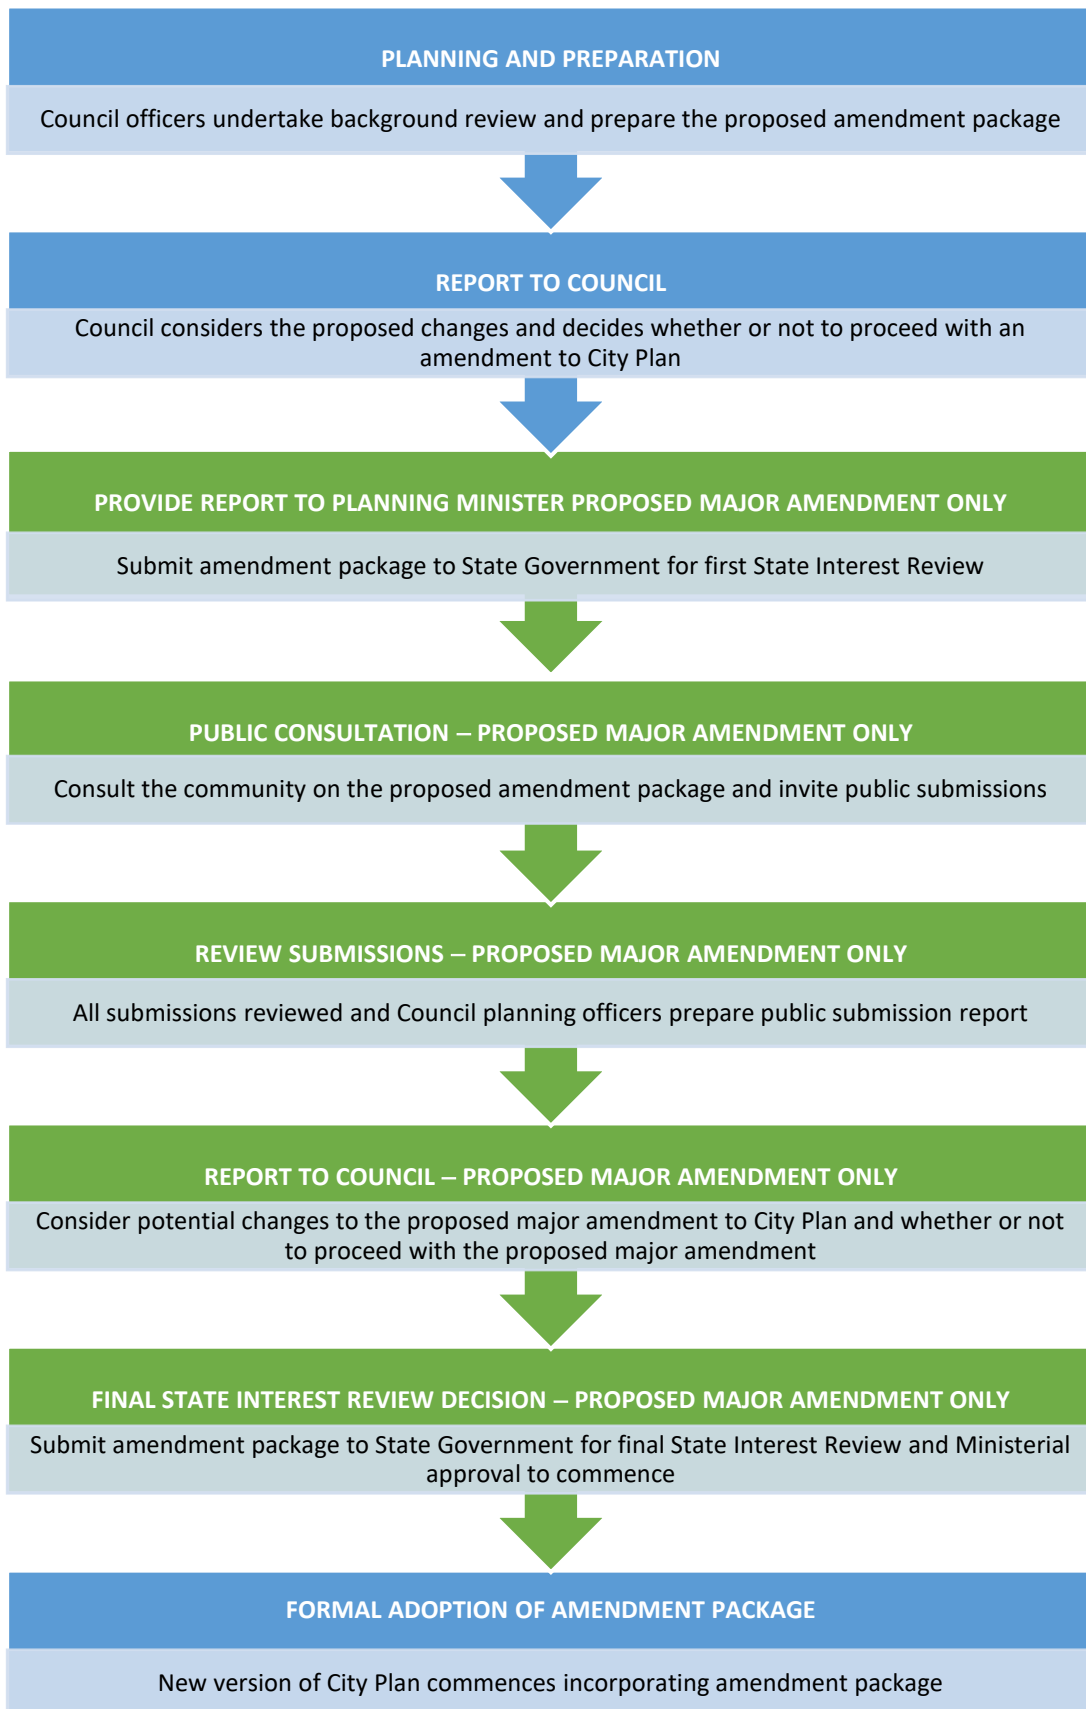 PLANNING AND PREPARATION
Council officers undertake background review and prepare the proposed amendment package
REPORT TO COUNCIL
Council considers the proposed changes and decides whether or not to proceed with an
amendment to City Plan
PROVIDE REPORT TO PLANNING MINISTER PROPOSED MAJOR AMENDMENT ONLY
Submit amendment package to State Government for first State Interest Review
PUBLIC CONSULTATION – PROPOSED MAJOR AMENDMENT ONLY
Consult the community on the proposed amendment package and invite public submissions
REVIEW SUBMISSIONS – PROPOSED MAJOR AMENDMENT ONLY
All submissions reviewed and Council planning officers prepare public submission report
REPORT TO COUNCIL – PROPOSED MAJOR AMENDMENT ONLY
Consider potential changes to the proposed major amendment to City Plan and whether or not
to proceed with the proposed major amendment
FINAL STATE INTEREST REVIEW DECISION – PROPOSED MAJOR AMENDMENT ONLY
Submit amendment package to State Government for final State Interest Review and Ministerial
approval to commence
FORMAL ADOPTION OF AMENDMENT PACKAGE
New version of City Plan commences incorporating amendment package